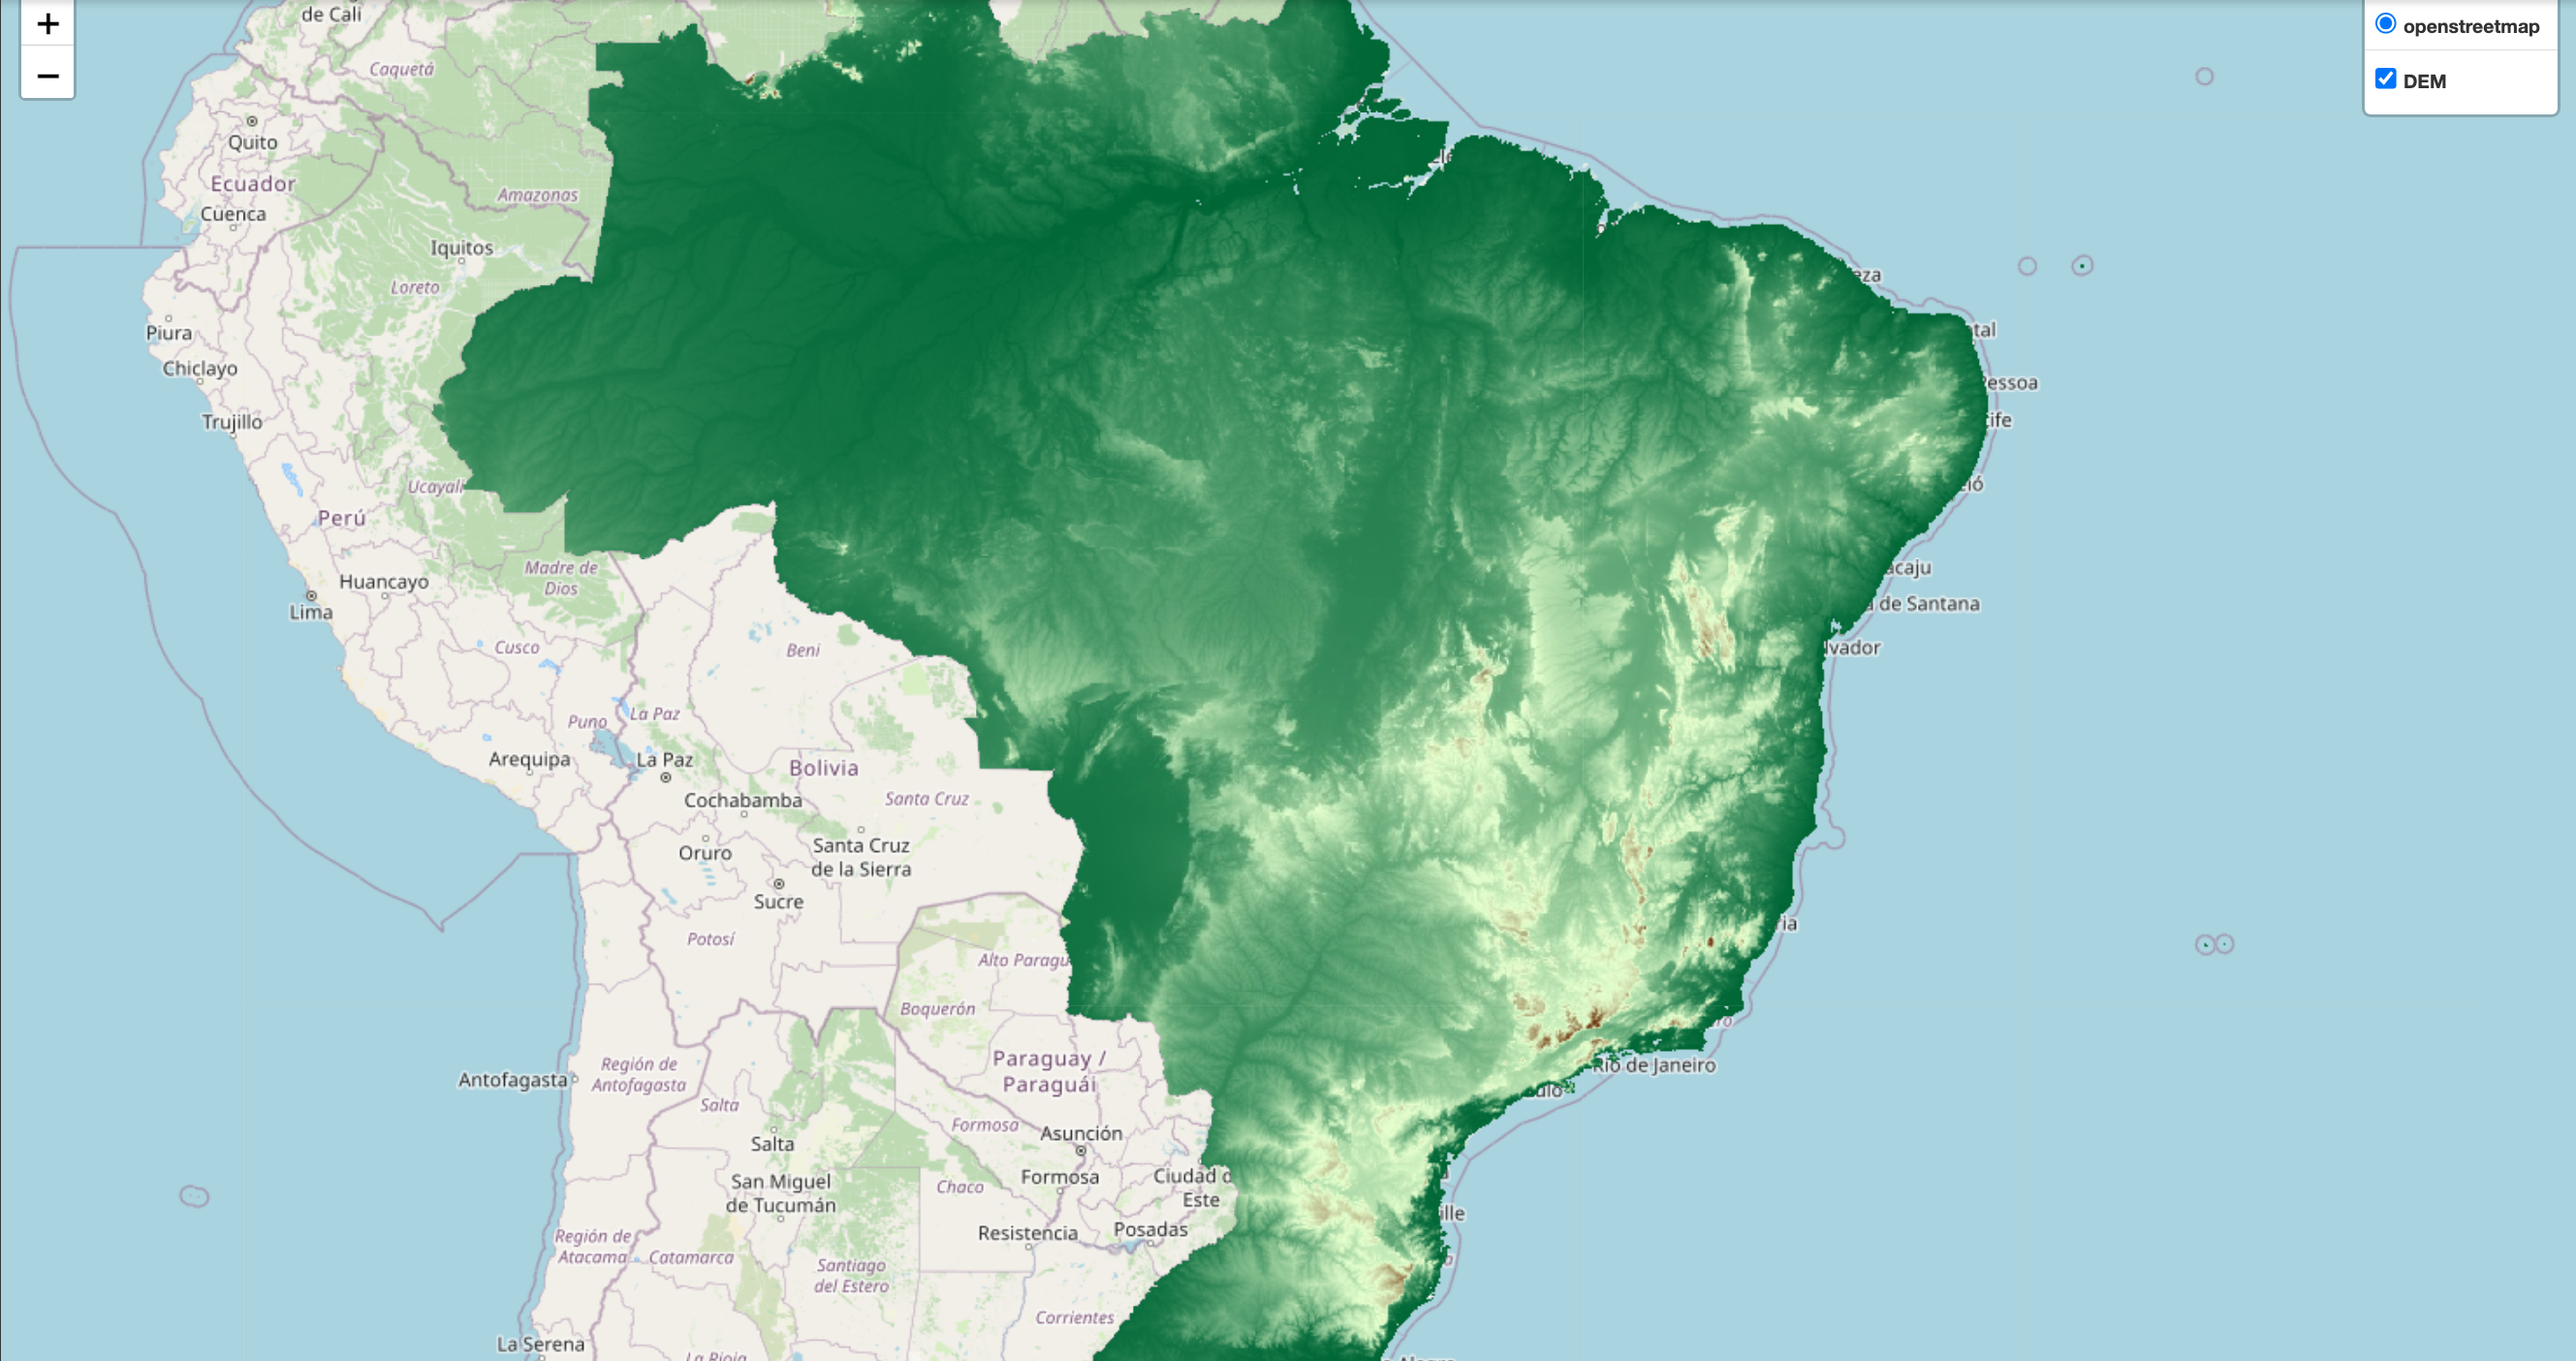 +
−
openstreetmap
DEM
de Cali
Caquetá
Quito
Ecuador
Amazonas
Cuenca
Iquitos
Loreto
eza
Piura
tal
Chiclayo
Pessoa
Trujillo
ife
Ucayali
ió
Perú
Madre de
Dios
acaju
Huancayo
de Santana
Lima
Cusco
Beni
lvador
Puno
La Paz
Arequipa
La Paz
Bolivia
Cochabamba
Santa Cruz
Oruro
Santa Cruz
de la Sierra
Sucre
ria
Potosí
Alto Paragu
Boquerón
ro
Paraguay /
Paraguái
Rio de Janeiro
Región de
Antofagasta
Antofagasta
ulo
Salta
Formosa
Asunción
Salta
San Miguel
de Tucumán
Chaco
Formosa
Ciudad d
Este
ille
Región de
Atacama
Catamarca
Resistencia
Posadas
Santiago
del Estero
Corrientes
La Serena
La Rioja